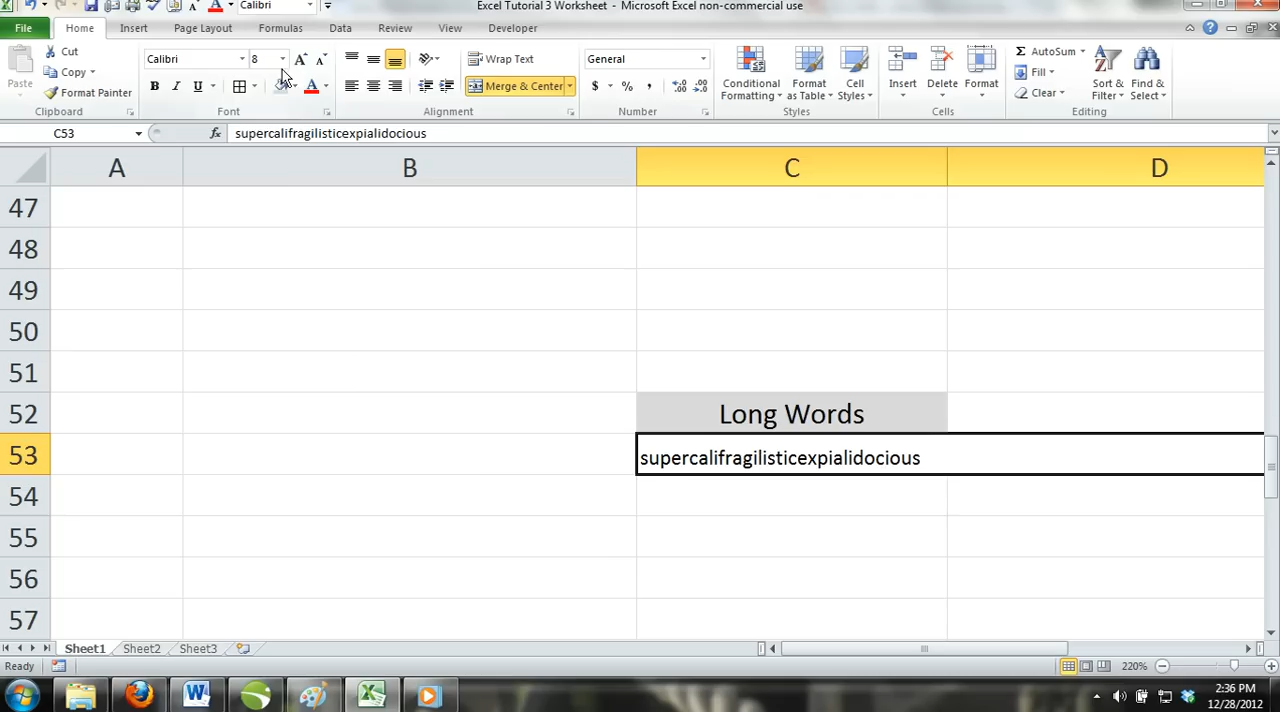 Calibri
Excel Tutorial 3 Worksheet - Microsoft Excel non-commercial use
File Home Insert Page Layout Formulas Data Review View Developer
Paste
Cut
Copy
Format Painter
Clipboard
Calibri 8
B I U
Font
Wrap Text
Merge & Center
Alignment
General
$ % ,
Number
Conditional Formatting
Format as Table
Cell Styles
Styles
Insert Delete Format
Cells
AutoSum
Fill
Clear
Sort & Filter
Find & Select
Editing
C53 fx supercalifragilisticexpialidocious
A B C D
47
48
49
50
51
52 Long Words
53 supercalifragilisticexpialidocious
54
55
56
57
Sheet1 Sheet2 Sheet3
Ready 220%
2:36 PM
12/28/2012